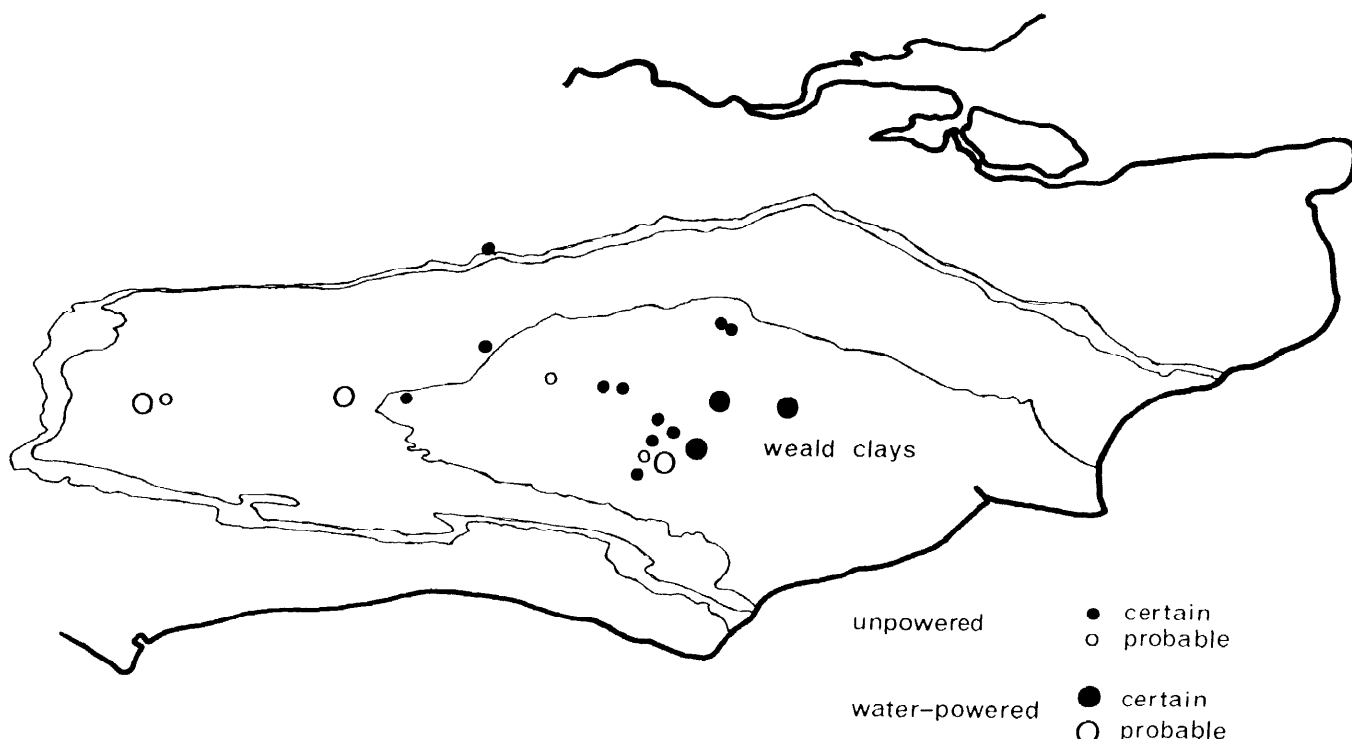 weald clays
unpowered
certain
probable
water-powered
certain
probable